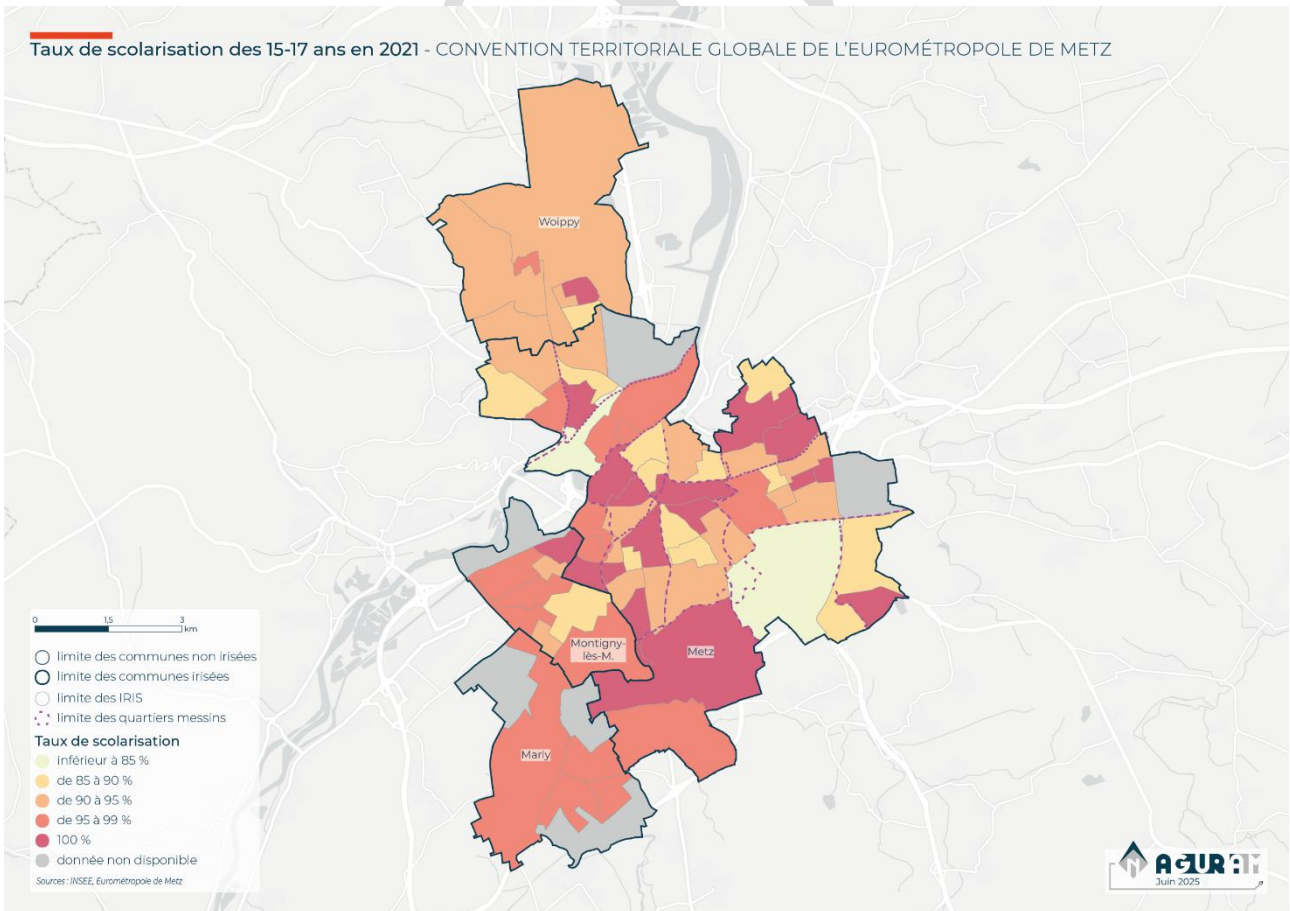 Taux de scolarisation des 15-17 ans en 2021 - CONVENTION TERRITORIALE GLOBALE DE L'EUROMÉTROPOLE DE METZ
Woippy
Montigny-
lès-M.
Metz
Marly
0 1,5 3
km
limite des communes non irisées
limite des communes irisées
limite des IRIS
limite des quartiers messins
Taux de scolarisation
inférieur à 85 %
de 85 à 90 %
de 90 à 95 %
de 95 à 99 %
100 %
donnée non disponible
Sources : INSEE, Eurométropole de Metz
N
AGURAM
Juin 2025